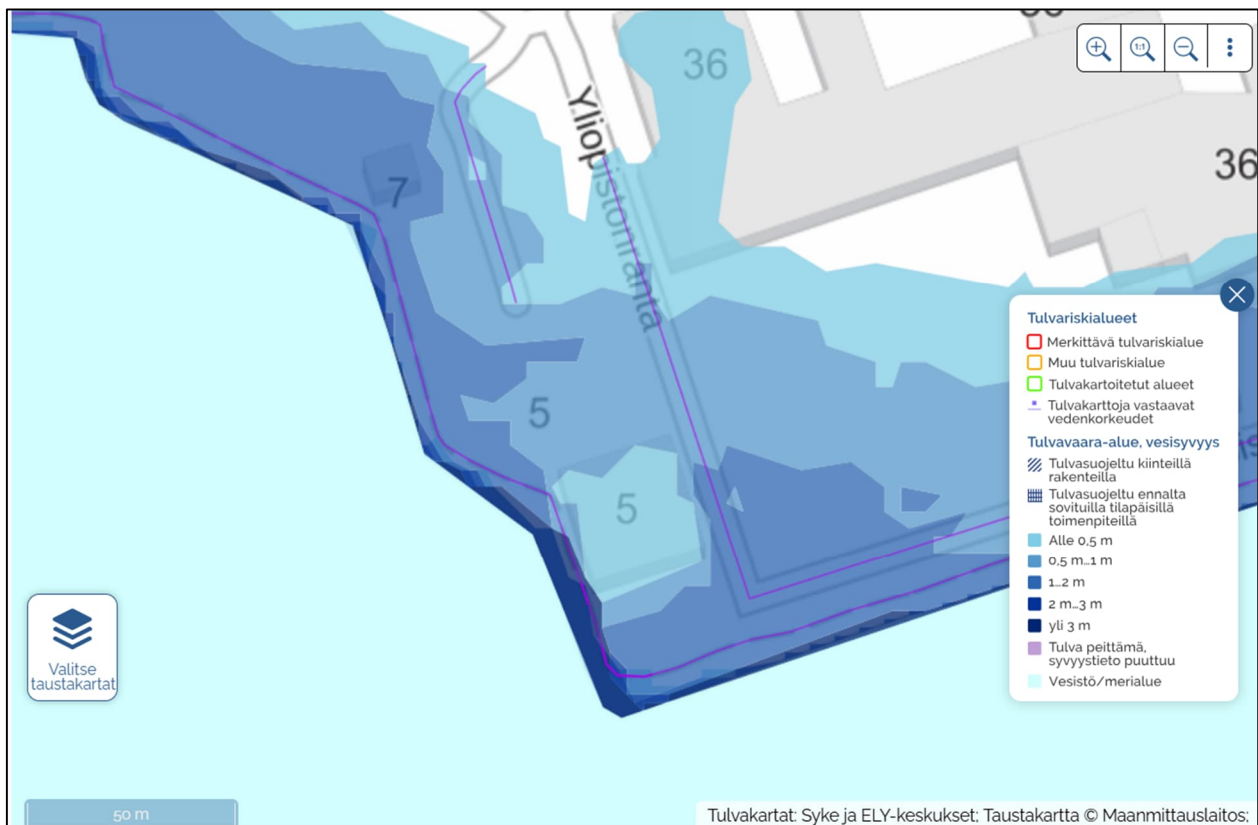 36
1:1
Yliopistonranta
36
7
5
5
Tulvariskialueet
Merkittävä tulvariskialue
Muu tulvariskialue
Tulvakartoitetut alueet
Tulvakarttoja vastaavat
vedenkorkeudet
Tulvavaara-alue, vesisyvyys
Tulvasuojeltu kiinteillä
rakenteilla
Tulvasuojeltu ennalta
sovituilla tilapäisillä
toimenpiteillä
Alle 0,5 m
0,5 m...1 m
1...2 m
2 m...3 m
yli 3 m
Tulva peittämä,
syvyystieto puuttuu
Vesistö/merialue
Valitse
taustakartat
50 m
Tulvakartat: Syke ja ELY-keskukset; Taustakartta © Maanmittauslaitos;